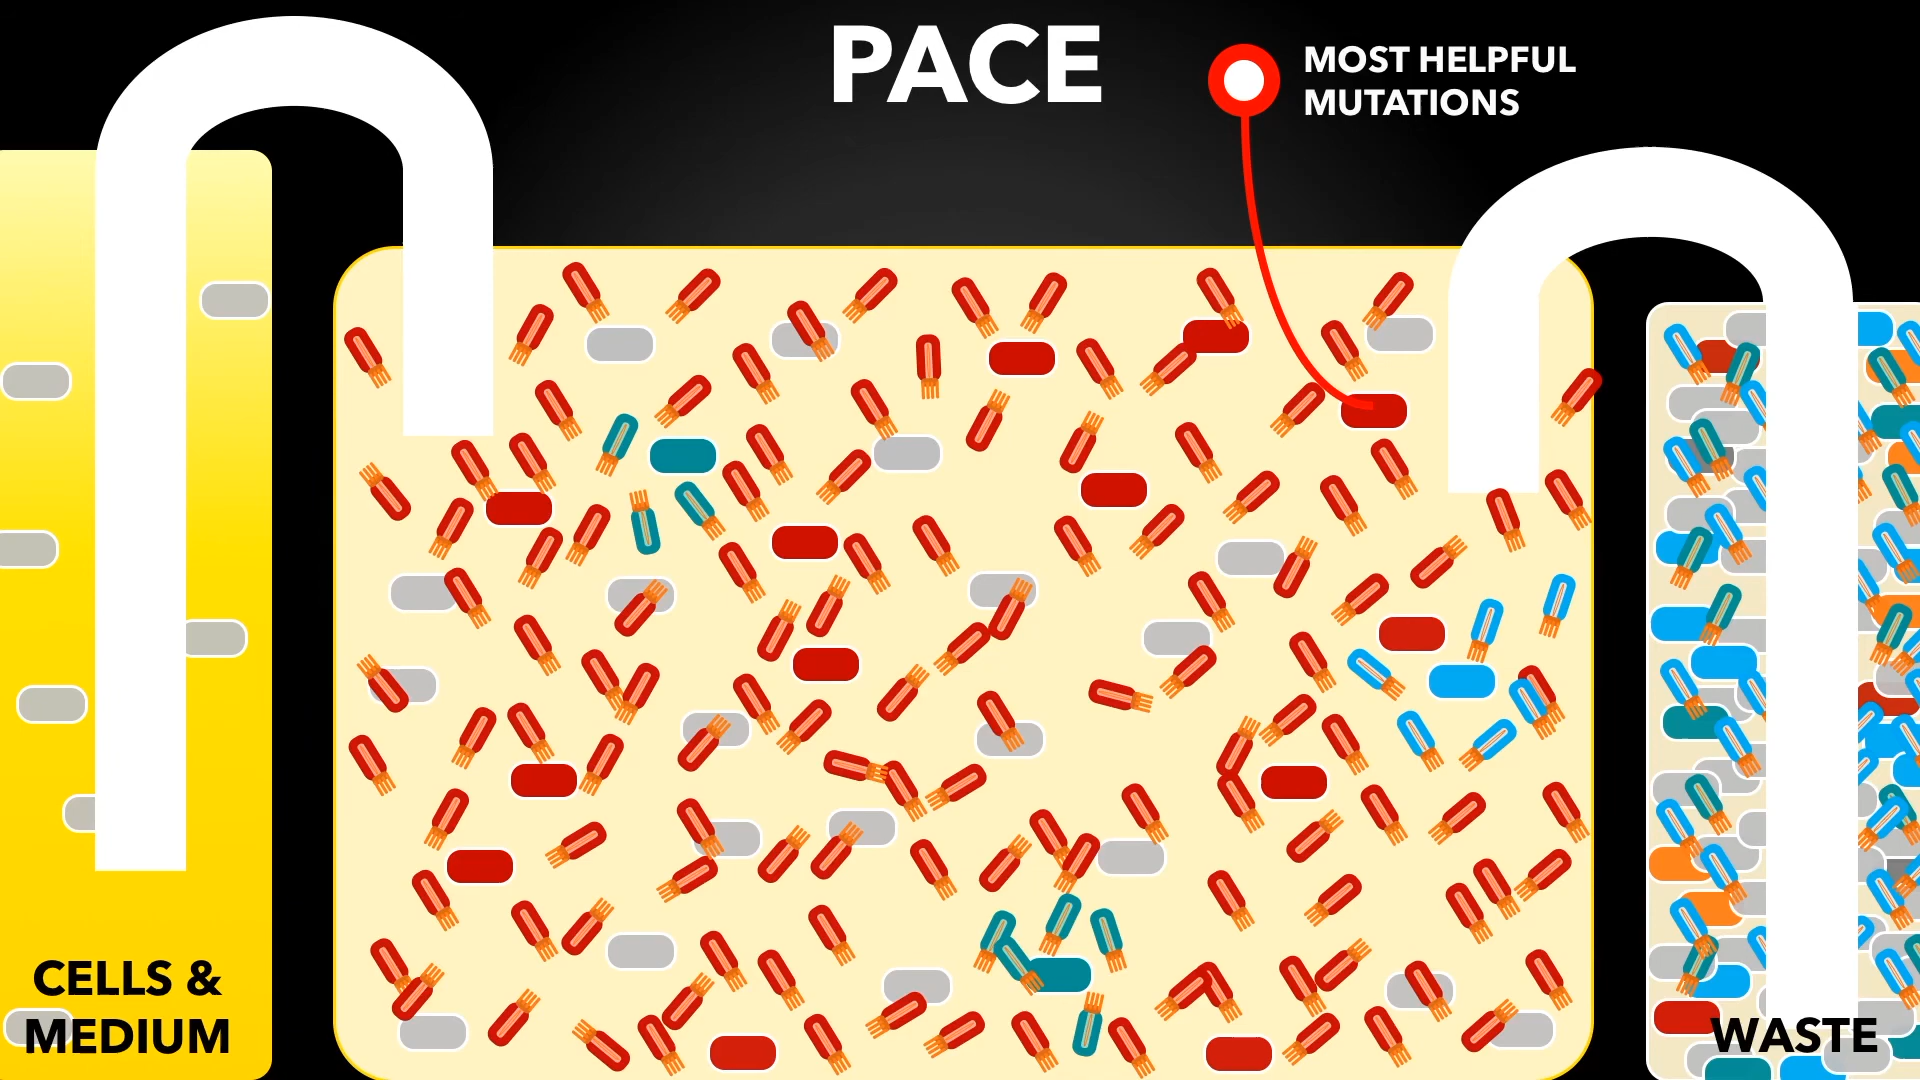 PACE
MOST HELPFUL
MUTATIONS
CELLS &
MEDIUM
WASTE